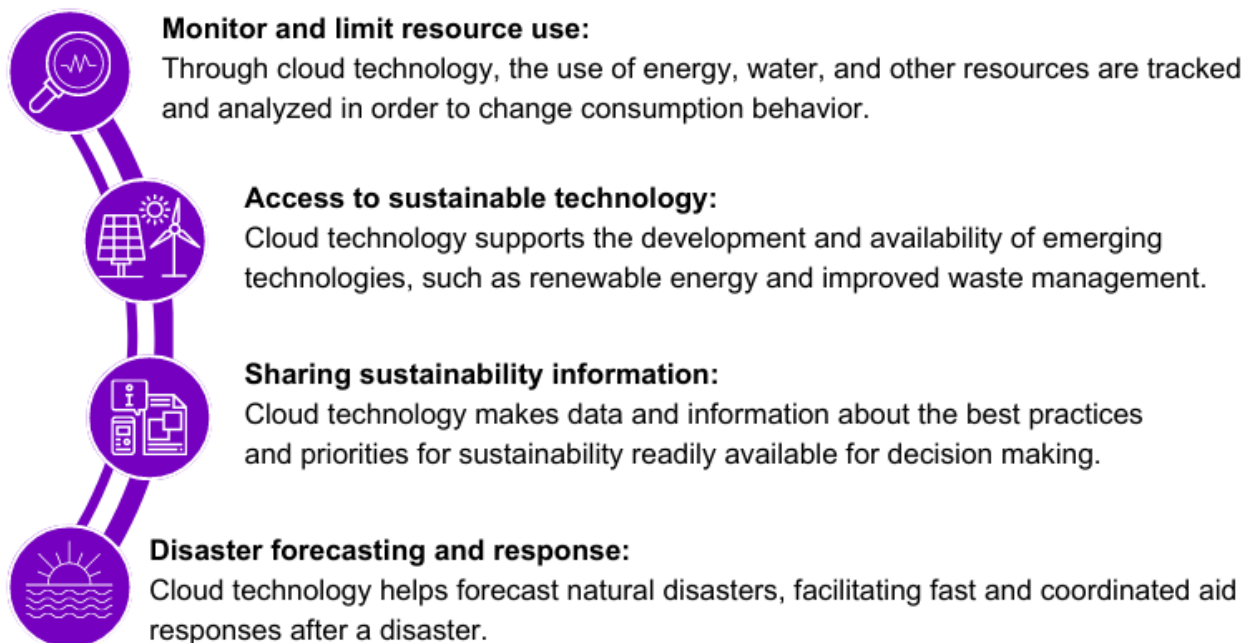 Monitor and limit resource use:
Through cloud technology, the use of energy, water, and other resources are tracked
and analyzed in order to change consumption behavior.
Access to sustainable technology:
Cloud technology supports the development and availability of emerging
technologies, such as renewable energy and improved waste management.
Sharing sustainability information:
Cloud technology makes data and information about the best practices
and priorities for sustainability readily available for decision making.
Disaster forecasting and response:
Cloud technology helps forecast natural disasters, facilitating fast and coordinated aid
responses after a disaster.